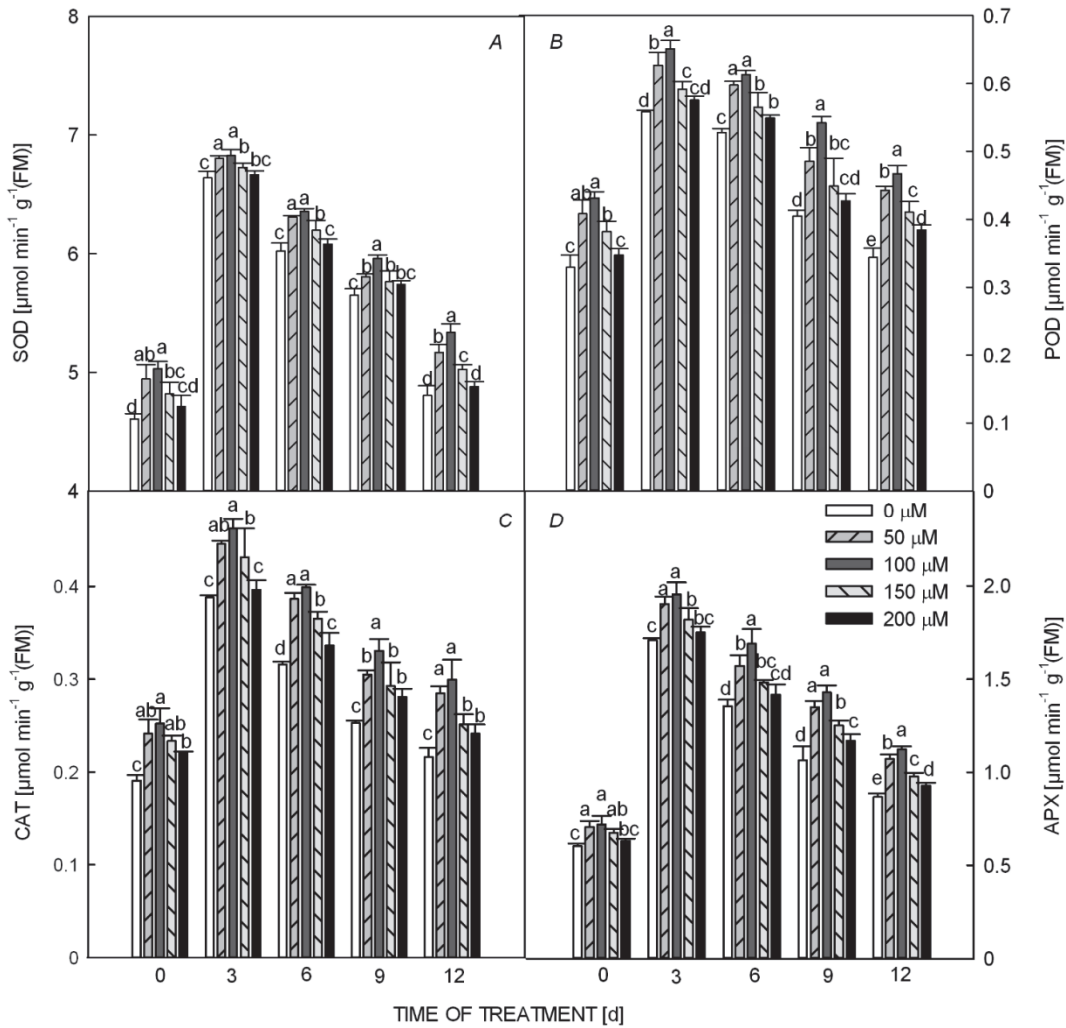 8
7
6
5
4
SOD [µmol min⁻¹ g⁻¹(FM)]
A
d ab a bc cd
c a a b bc
c a a b c
c b a b bc
d b a c d
B
0.7
0.6
0.5
0.4
0.3
0.2
0.1
0
POD [µmol min⁻¹ g⁻¹(FM)]
d ab a c c
d b a c cd
c a a b b
d b a bc cd
e b a c d
C
0.4
0.3
0.2
0.1
0
CAT [µmol min⁻¹ g⁻¹(FM)]
c ab a ab b
c ab a b c
d a a b c
c b a b b
c a a b b
0 3 6 9 12
D
0 µM
50 µM
100 µM
150 µM
200 µM
2.0
1.5
1.0
0.5
0
APX [µmol min⁻¹ g⁻¹(FM)]
c a a ab bc
c a a b bc
d b a bc cd
d a a b c
e b a c d
0 3 6 9 12
TIME OF TREATMENT [d]